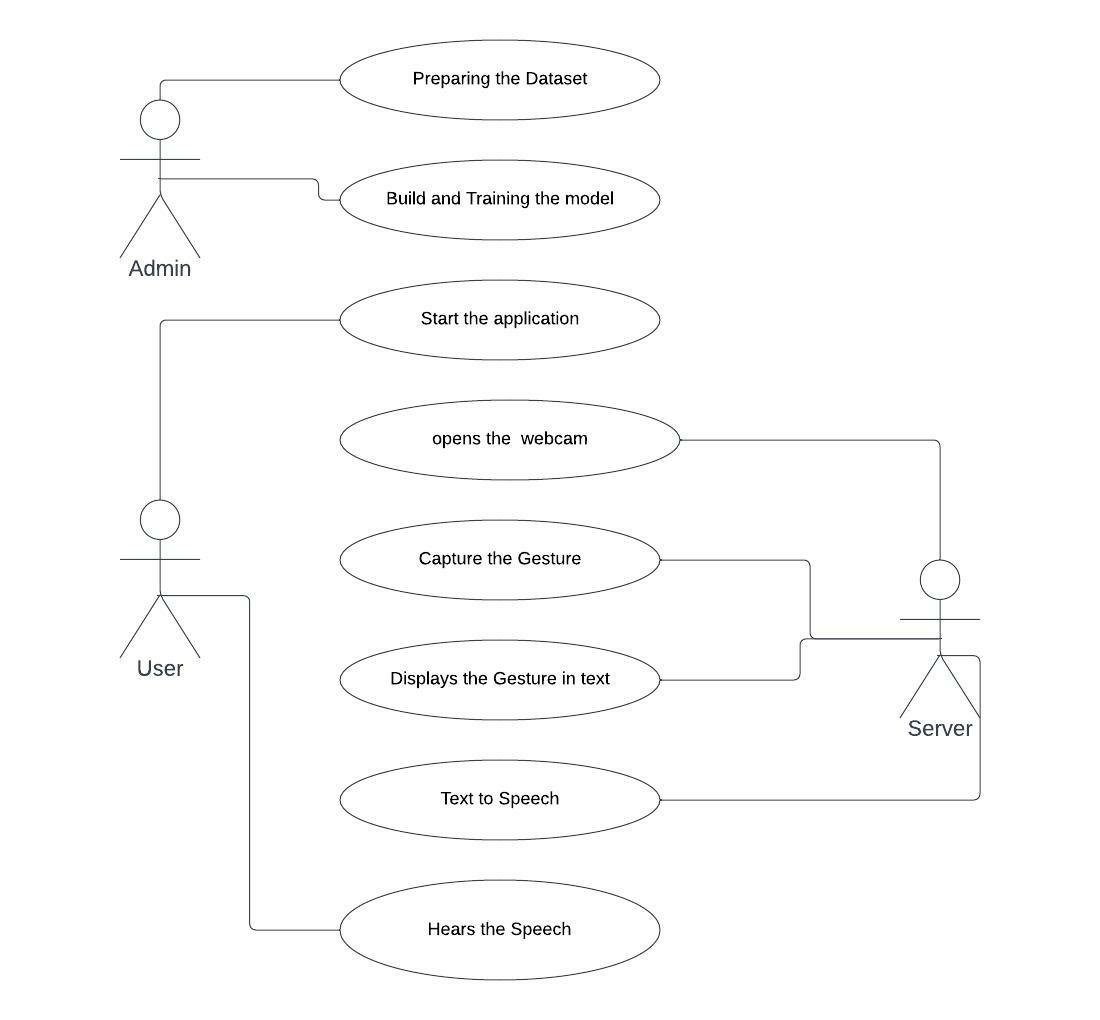 Preparing the Dataset
Build and Training the model
Admin
Start the application
opens the  webcam
Capture the Gesture
User
Displays the Gesture in text
Server
Text to Speech
Hears the Speech